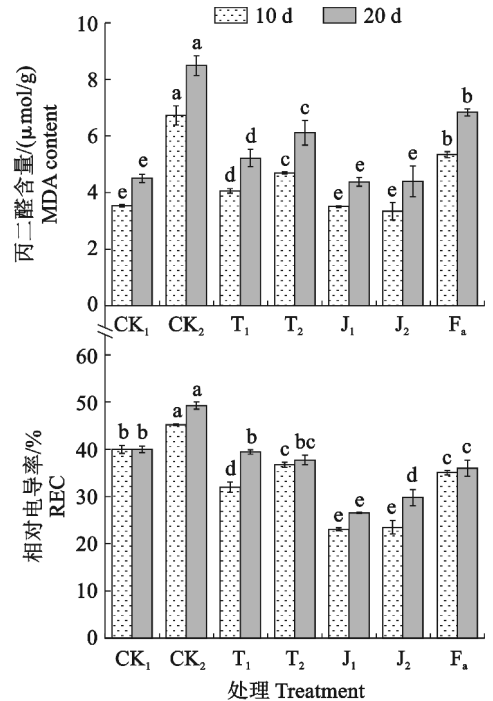 10 d 20 d
丙二醛含量/(μmol/g)
MDA content
10
8
6
4
2
0
e e a a d d c c e e e e b b
CK₁ CK₂ T₁ T₂ J₁ J₂ Fₐ
相对电导率/%
REC
60
50
40
30
20
10
0
b b a a d b c bc e e e d c c
CK₁ CK₂ T₁ T₂ J₁ J₂ Fₐ
处理 Treatment